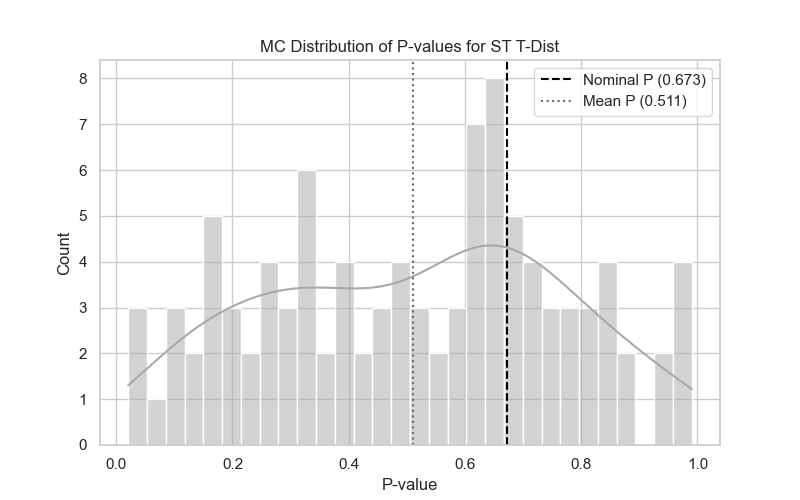 MC Distribution of P-values for ST T-Dist
Nominal P (0.673)
Mean P (0.511)
8
7
6
5
4
3
2
1
0
Count
0.0 0.2 0.4 0.6 0.8 1.0
P-value